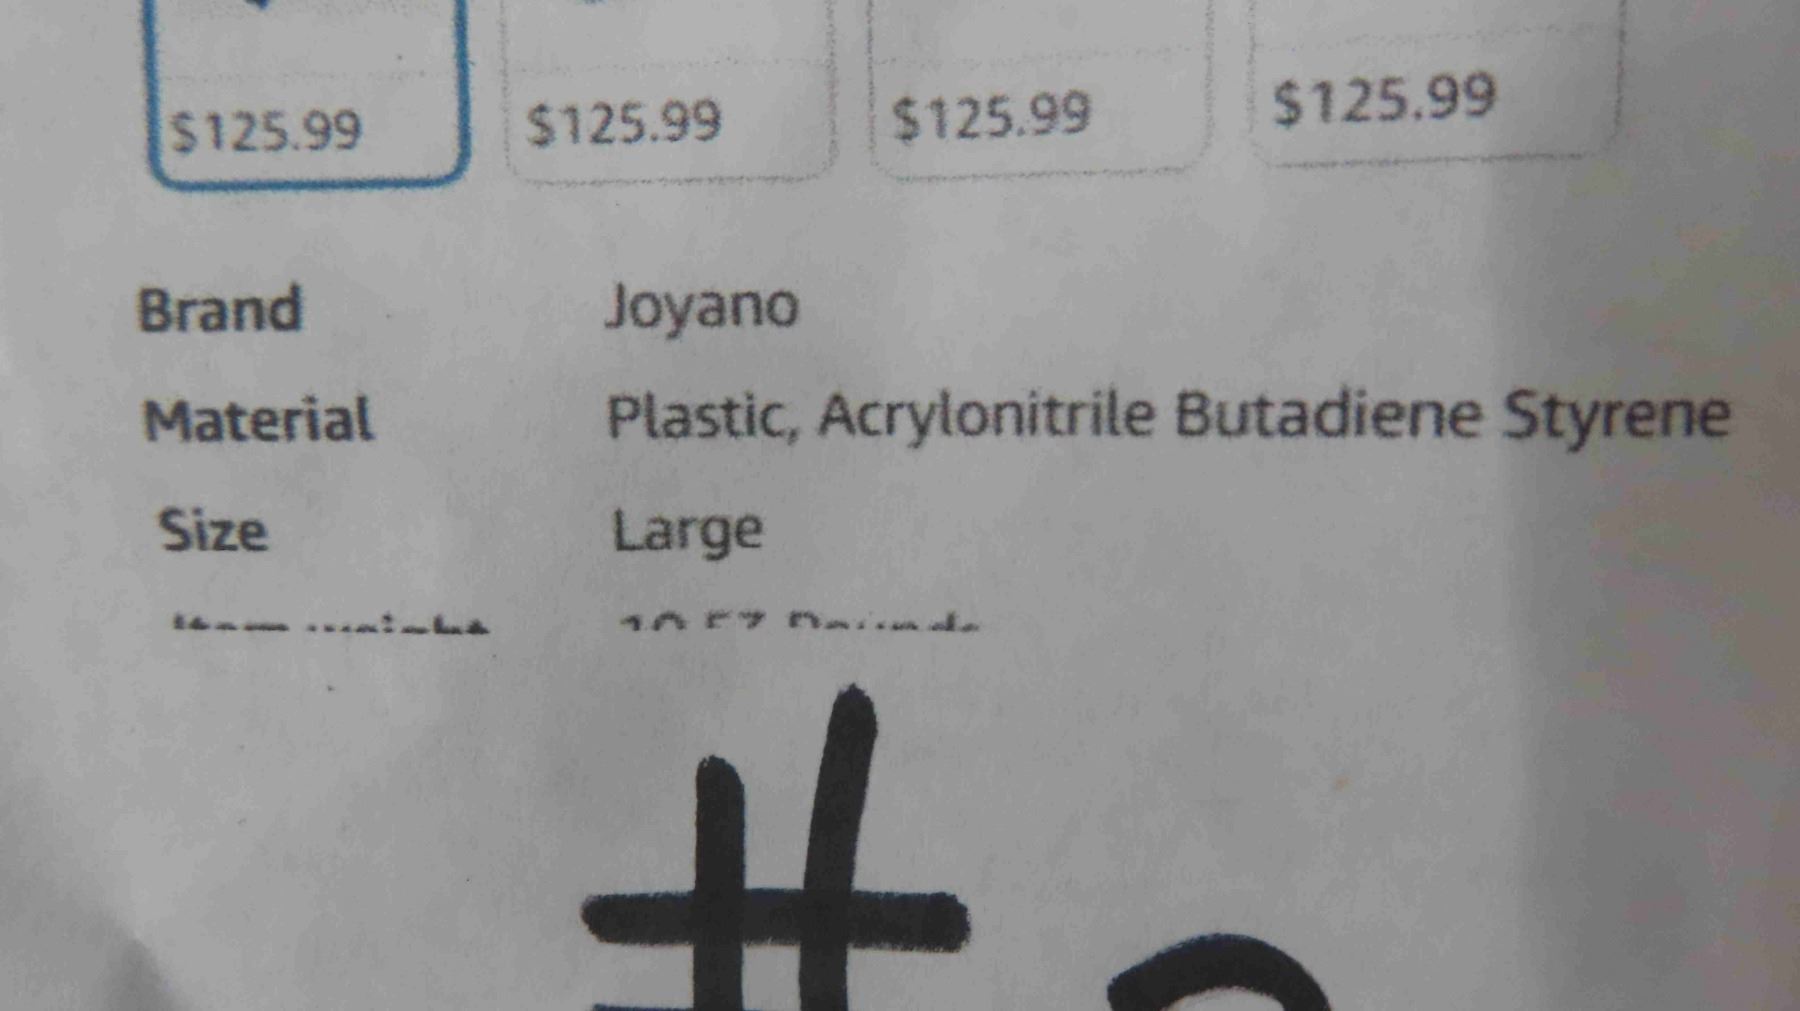 $125.99 $125.99 $125.99 $125.99
Brand Joyano
Material Plastic, Acrylonitrile Butadiene Styrene
Size Large
#